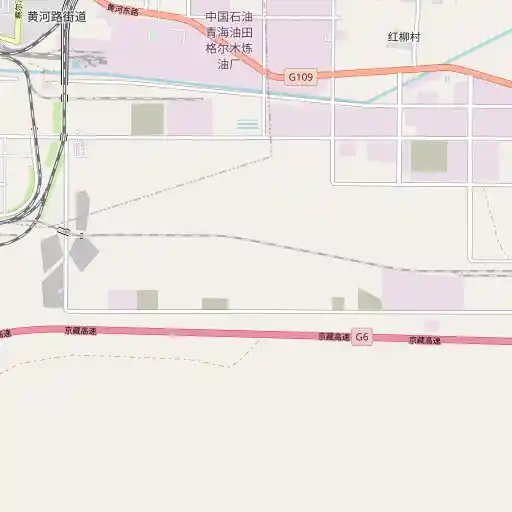 黄河路街道
黄河东路
中国石油
青海油田
格尔木炼
油厂
红柳村
G109
京藏高速
京藏高速
G6
京藏高速